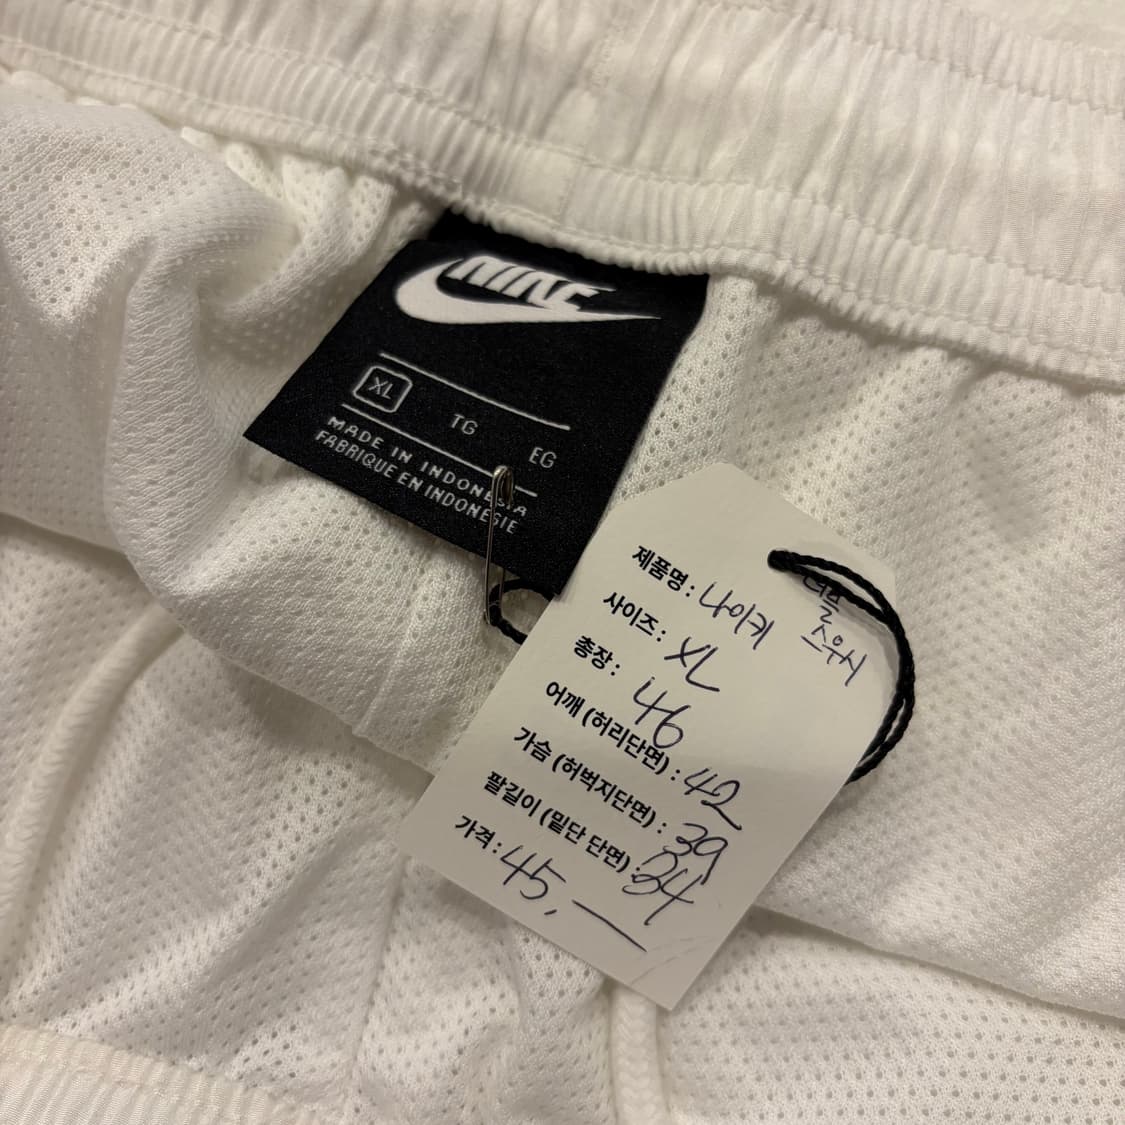 NIKE
XL TG EG
MADE IN INDONESIA
FABRIQUE EN INDONESIE
제품명 : 나이키 더블
스우시
사이즈 : XL
총장 : 46
어깨 (허리단면) : 42
가슴 (허벅지단면) : 39
팔길이 (밑단 단면) : 34
가격 : 45,—